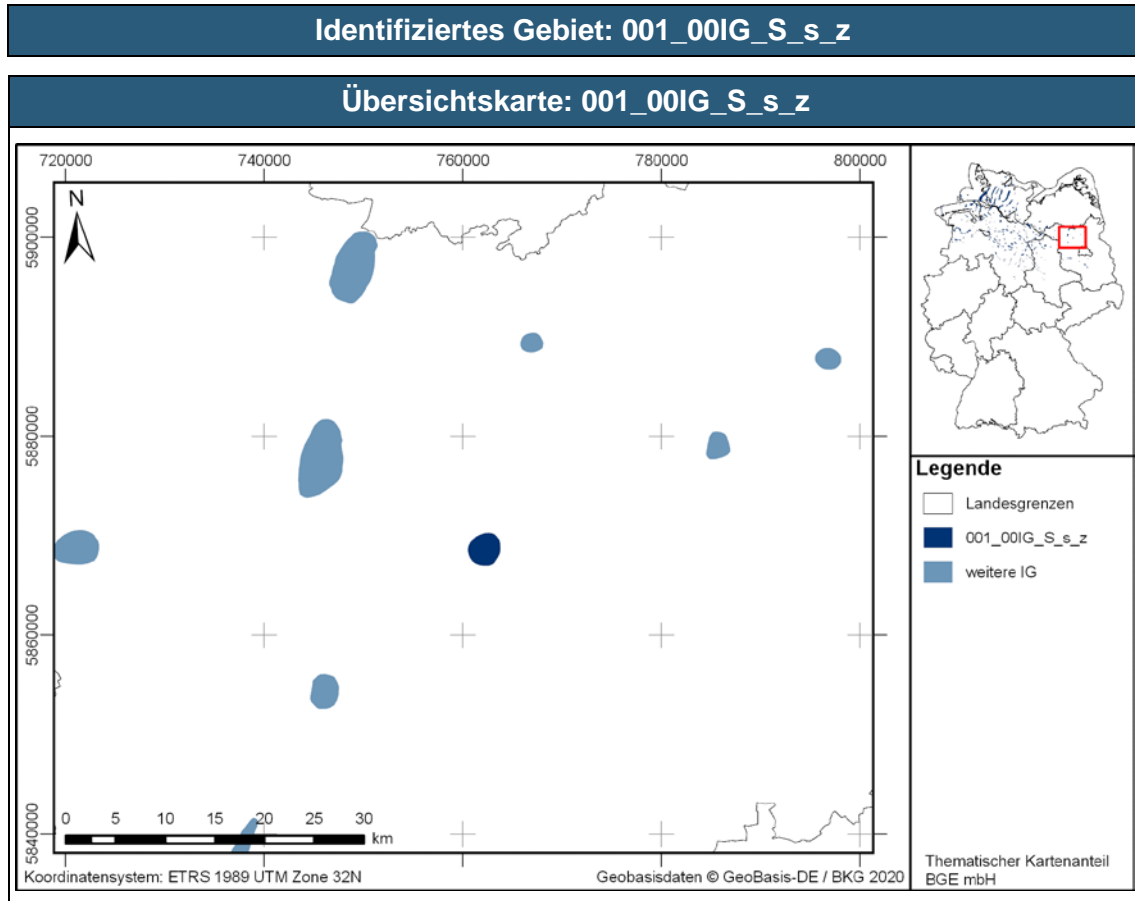 Identifiziertes Gebiet: 001_00IG_S_s_z
Übersichtskarte: 001_00IG_S_s_z
720000 740000 760000 780000 800000
N
5900000
5880000
5860000
5840000
0 5 10 15 20 25 30
km
Koordinatensystem: ETRS 1989 UTM Zone 32N
Geobasisdaten © GeoBasis-DE / BKG 2020
Legende
Landesgrenzen
001_00IG_S_s_z
weitere IG
Thematischer Kartenanteil
BGE mbH